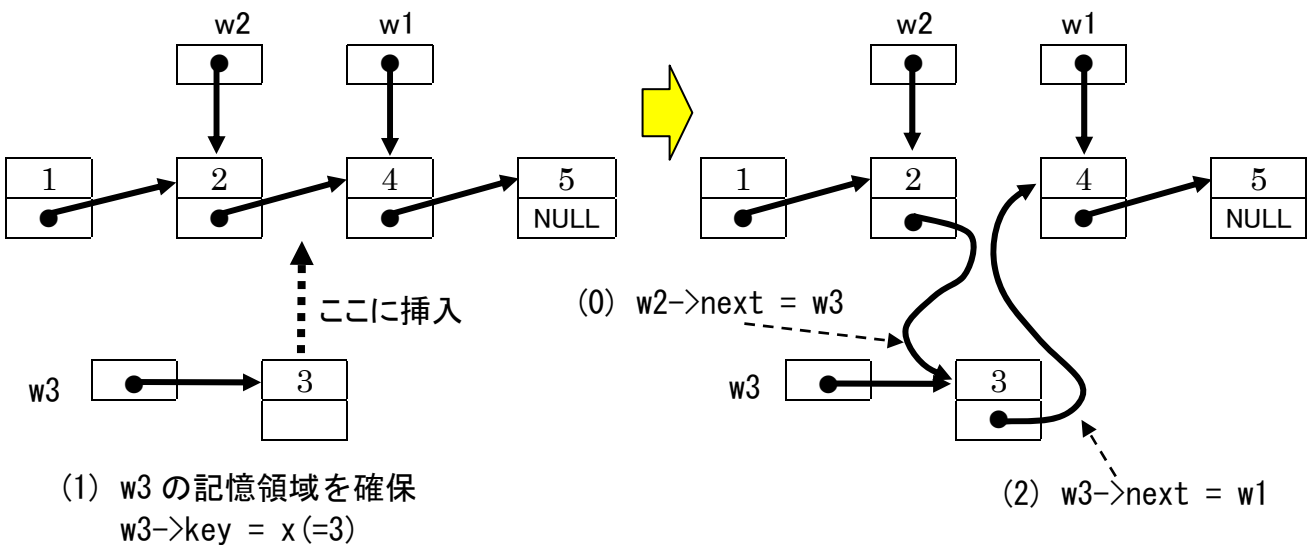 w2
w1
w2
w1
1
2
4
5
NULL
1
2
4
5
NULL
ここに挿入
(0) w2->next = w3
w3
3
w3
3
(1) w3 の記憶領域を確保
w3->key = x(=3)
(2) w3->next = w1